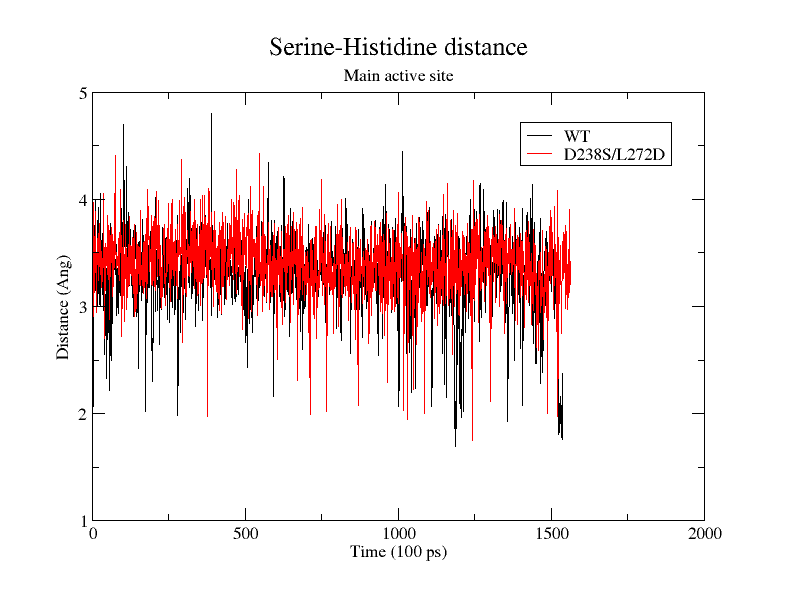 Serine-Histidine distance
Main active site
5
WT
D238S/L272D
4
Distance (Ang)
3
2
1
0 500 1000 1500 2000
Time (100 ps)